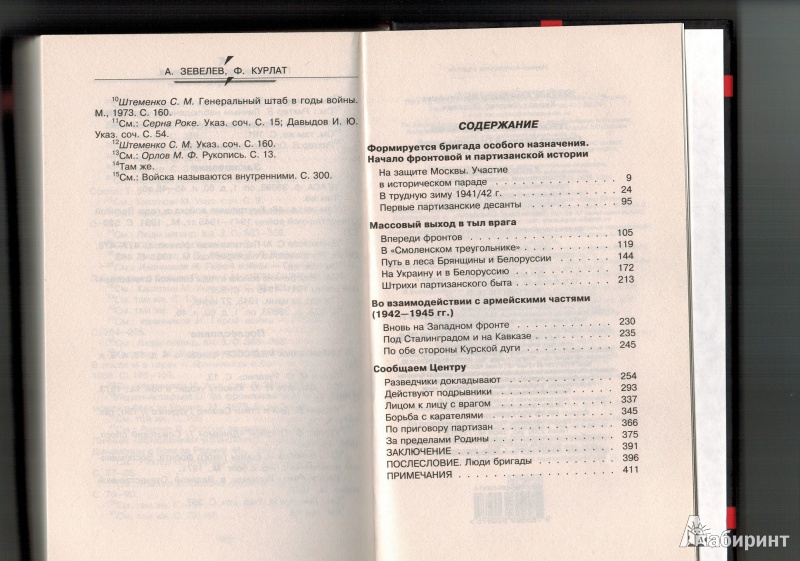 А. ЗЕВЕЛЕВ, Ф. КУРЛАТ
¹⁰Штеменко С. М. Генеральный штаб в годы войны.
М., 1973. С. 160.
¹¹См.: Серна Роке. Указ. соч. С. 15; Давыдов И. Ю.
Указ. соч. С. 54.
¹²Штеменко С. М. Указ. соч. С. 160.
¹³См.: Орлов М. Ф. Рукопись. С. 13.
¹⁴Там же.
¹⁵См.: Войска называются внутренними. С. 300.
СОДЕРЖАНИЕ
Формируется бригада особого назначения.
Начало фронтовой и партизанской истории
На защите Москвы. Участие
в историческом параде . . . . . . . . . . . . . 9
В трудную зиму 1941/42 г. . . . . . . . . . . . . 24
Первые партизанские десанты . . . . . . . . . . 95
Массовый выход в тыл врага
Впереди фронтов . . . . . . . . . . . . . . . . 105
В «Смоленском треугольнике» . . . . . . . . . . 119
Путь в леса Брянщины и Белоруссии . . . . . . . 144
На Украину и в Белоруссию . . . . . . . . . . . 172
Штрихи партизанского быта . . . . . . . . . . . 213
Во взаимодействии с армейскими частями
(1942—1945 гг.)
Вновь на Западном фронте . . . . . . . . . . . 230
Под Сталинградом и на Кавказе . . . . . . . . . 235
По обе стороны Курской дуги . . . . . . . . . . 245
Сообщаем Центру
Разведчики докладывают . . . . . . . . . . . . 254
Действуют подрывники . . . . . . . . . . . . . 293
Лицом к лицу с врагом . . . . . . . . . . . . . 337
Борьба с карателями . . . . . . . . . . . . . . 345
По приговору партизан . . . . . . . . . . . . . 366
За пределами Родины . . . . . . . . . . . . . . 375
ЗАКЛЮЧЕНИЕ . . . . . . . . . . . . . . . . . . 391
ПОСЛЕСЛОВИЕ. Люди бригады . . . . . . . . . . . 396
ПРИМЕЧАНИЯ . . . . . . . . . . . . . . . . . . 411
Лабиринт